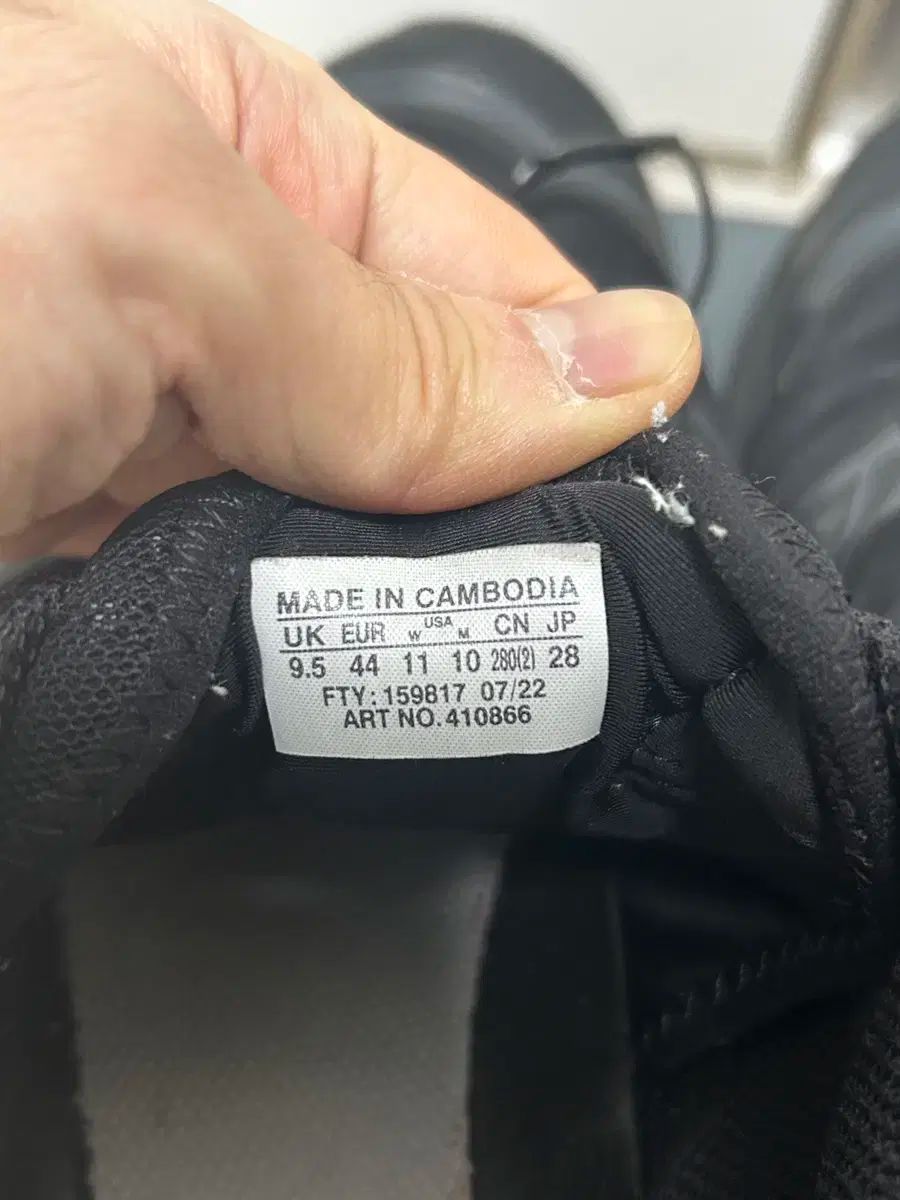 MADE IN CAMBODIA
UK EUR W USA M CN JP
9.5 44 11 10 280(2) 28
FTY: 159817 07/22
ART NO. 410866